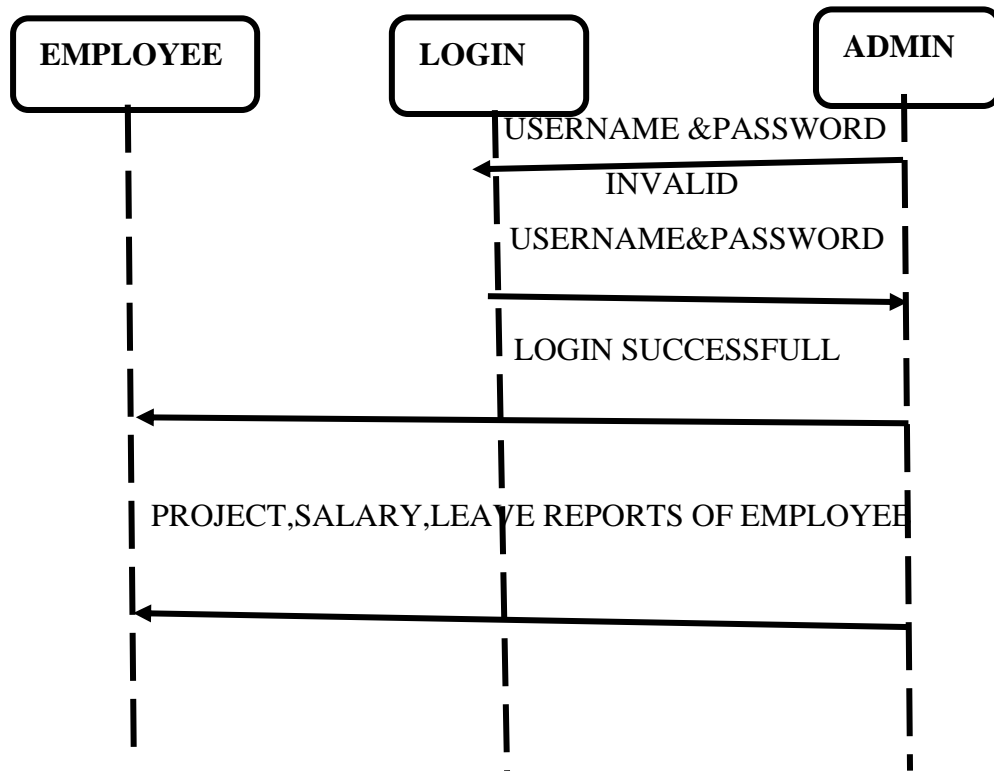 EMPLOYEE
LOGIN
ADMIN
USERNAME &PASSWORD
INVALID
USERNAME&PASSWORD
LOGIN SUCCESSFULL
PROJECT,SALARY,LEAVE REPORTS OF EMPLOYEE